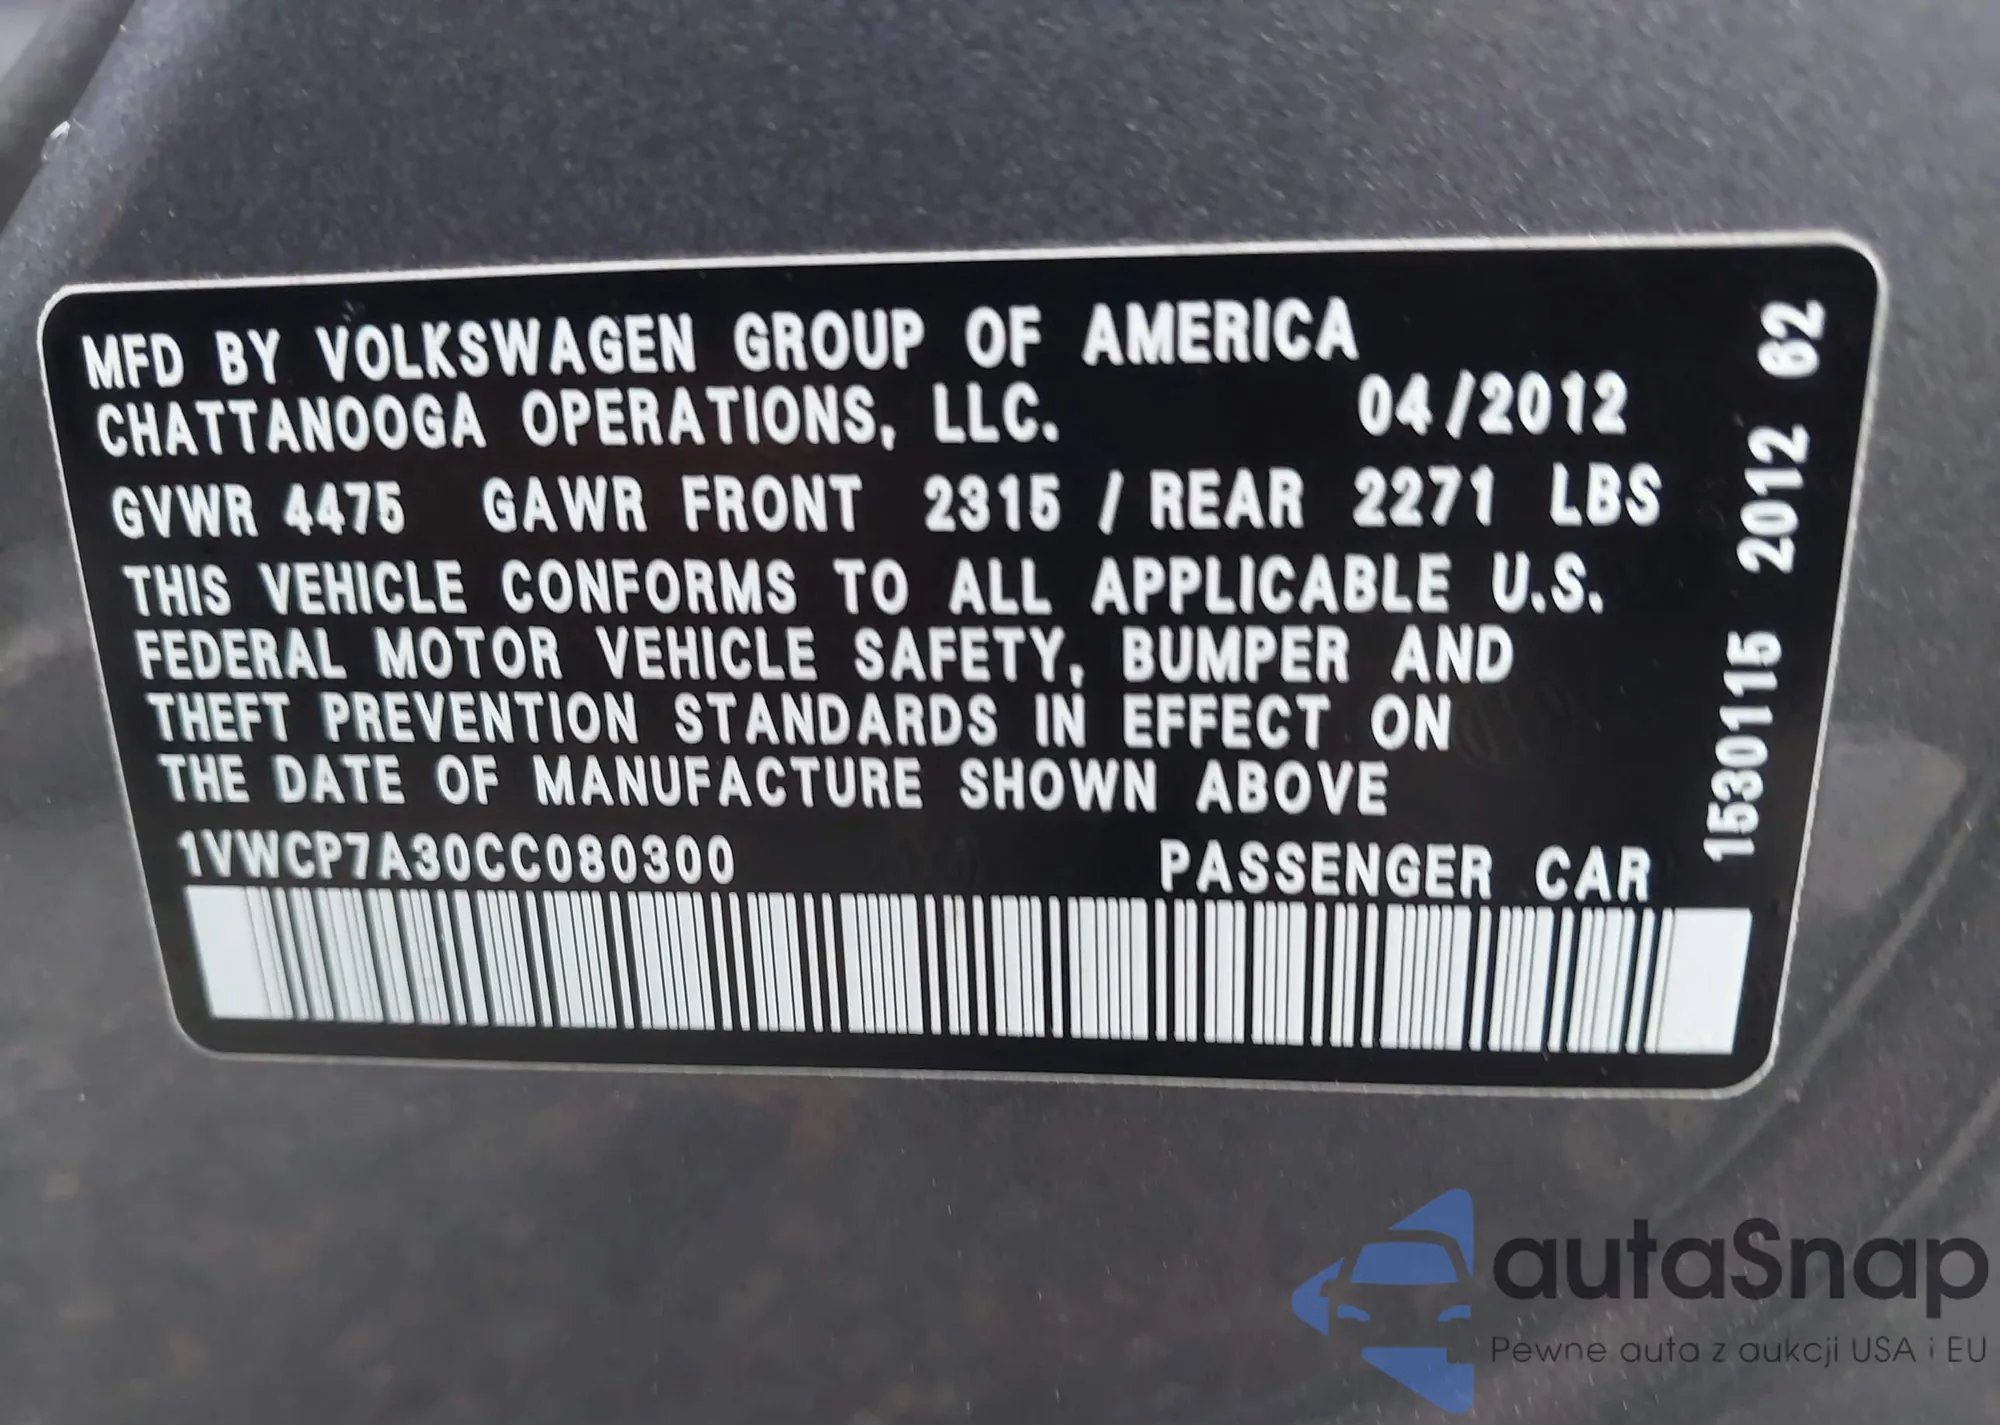 MFD BY VOLKSWAGEN GROUP OF AMERICA
CHATTANOOGA OPERATIONS, LLC. 04/2012
GVWR 4475 GAWR FRONT 2315 / REAR 2271 LBS
THIS VEHICLE CONFORMS TO ALL APPLICABLE U.S.
FEDERAL MOTOR VEHICLE SAFETY, BUMPER AND
THEFT PREVENTION STANDARDS IN EFFECT ON
THE DATE OF MANUFACTURE SHOWN ABOVE
1VWCP7A30CC080300 PASSENGER CAR
1530115 2012 62
autaSnap
Pewne auta z aukcji USA i EU